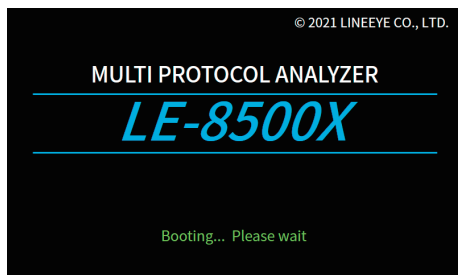 © 2021 LINEEYE CO., LTD.
MULTI PROTOCOL ANALYZER
LE-8500X
Booting... Please wait